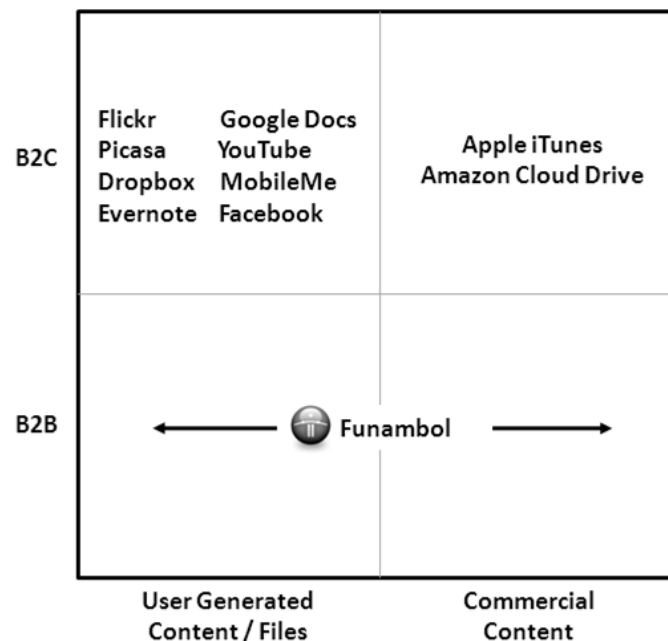 B2C
Flickr Google Docs
Picasa YouTube
Dropbox MobileMe
Evernote Facebook
Apple iTunes
Amazon Cloud Drive
B2B
Funambol
User Generated
Content / Files
Commercial
Content